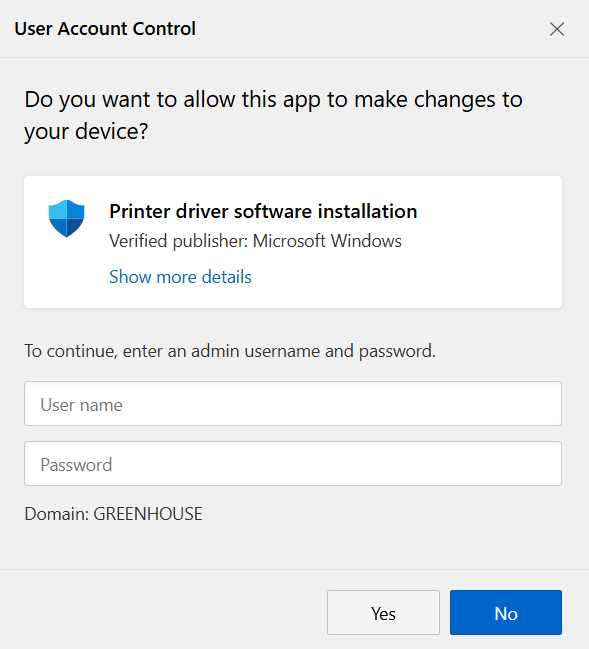 User Account Control
Do you want to allow this app to make changes to
your device?
Printer driver software installation
Verified publisher: Microsoft Windows
Show more details
To continue, enter an admin username and password.
User name
Password
Domain: GREENHOUSE
Yes
No